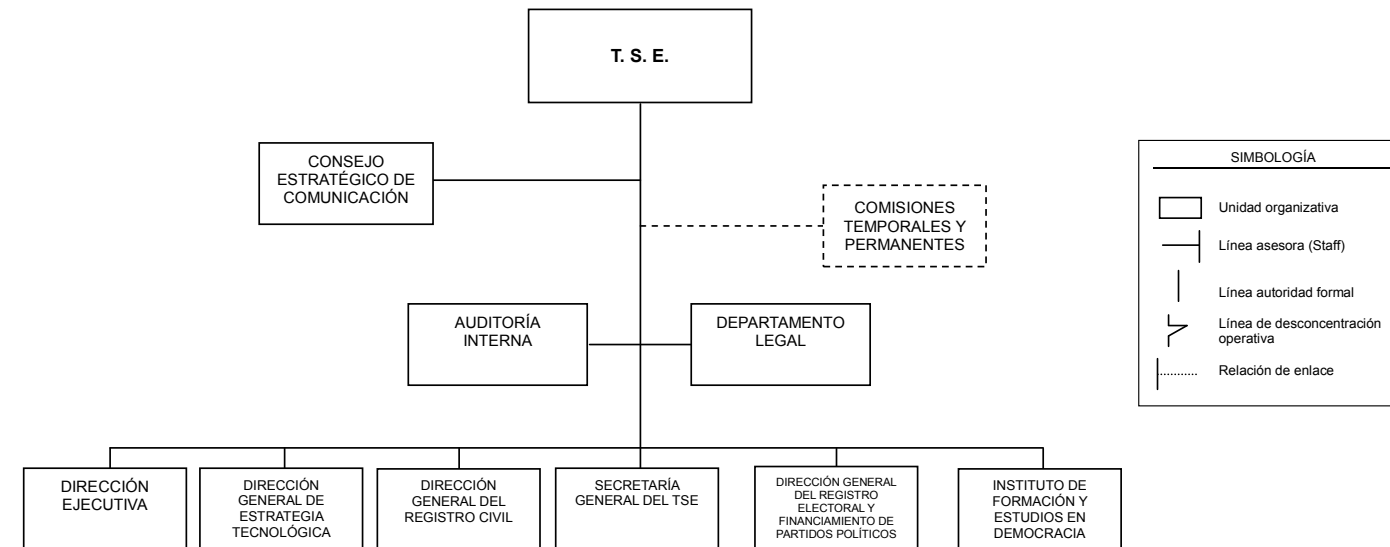 T. S. E.
CONSEJO
ESTRATÉGICO DE
COMUNICACIÓN
COMISIONES
TEMPORALES Y
PERMANENTES
AUDITORÍA
INTERNA
DEPARTAMENTO
LEGAL
DIRECCIÓN
EJECUTIVA
DIRECCIÓN
GENERAL DE
ESTRATEGIA
TECNOLÓGICA
DIRECCIÓN
GENERAL DEL
REGISTRO CIVIL
SECRETARÍA
GENERAL DEL TSE
DIRECCIÓN GENERAL
DEL REGISTRO
ELECTORAL Y
FINANCIAMIENTO DE
PARTIDOS POLÍTICOS
INSTITUTO DE
FORMACIÓN Y
ESTUDIOS EN
DEMOCRACIA
SIMBOLOGÍA
Unidad organizativa
Línea asesora (Staff)
Línea autoridad formal
Línea de desconcentración
operativa
Relación de enlace